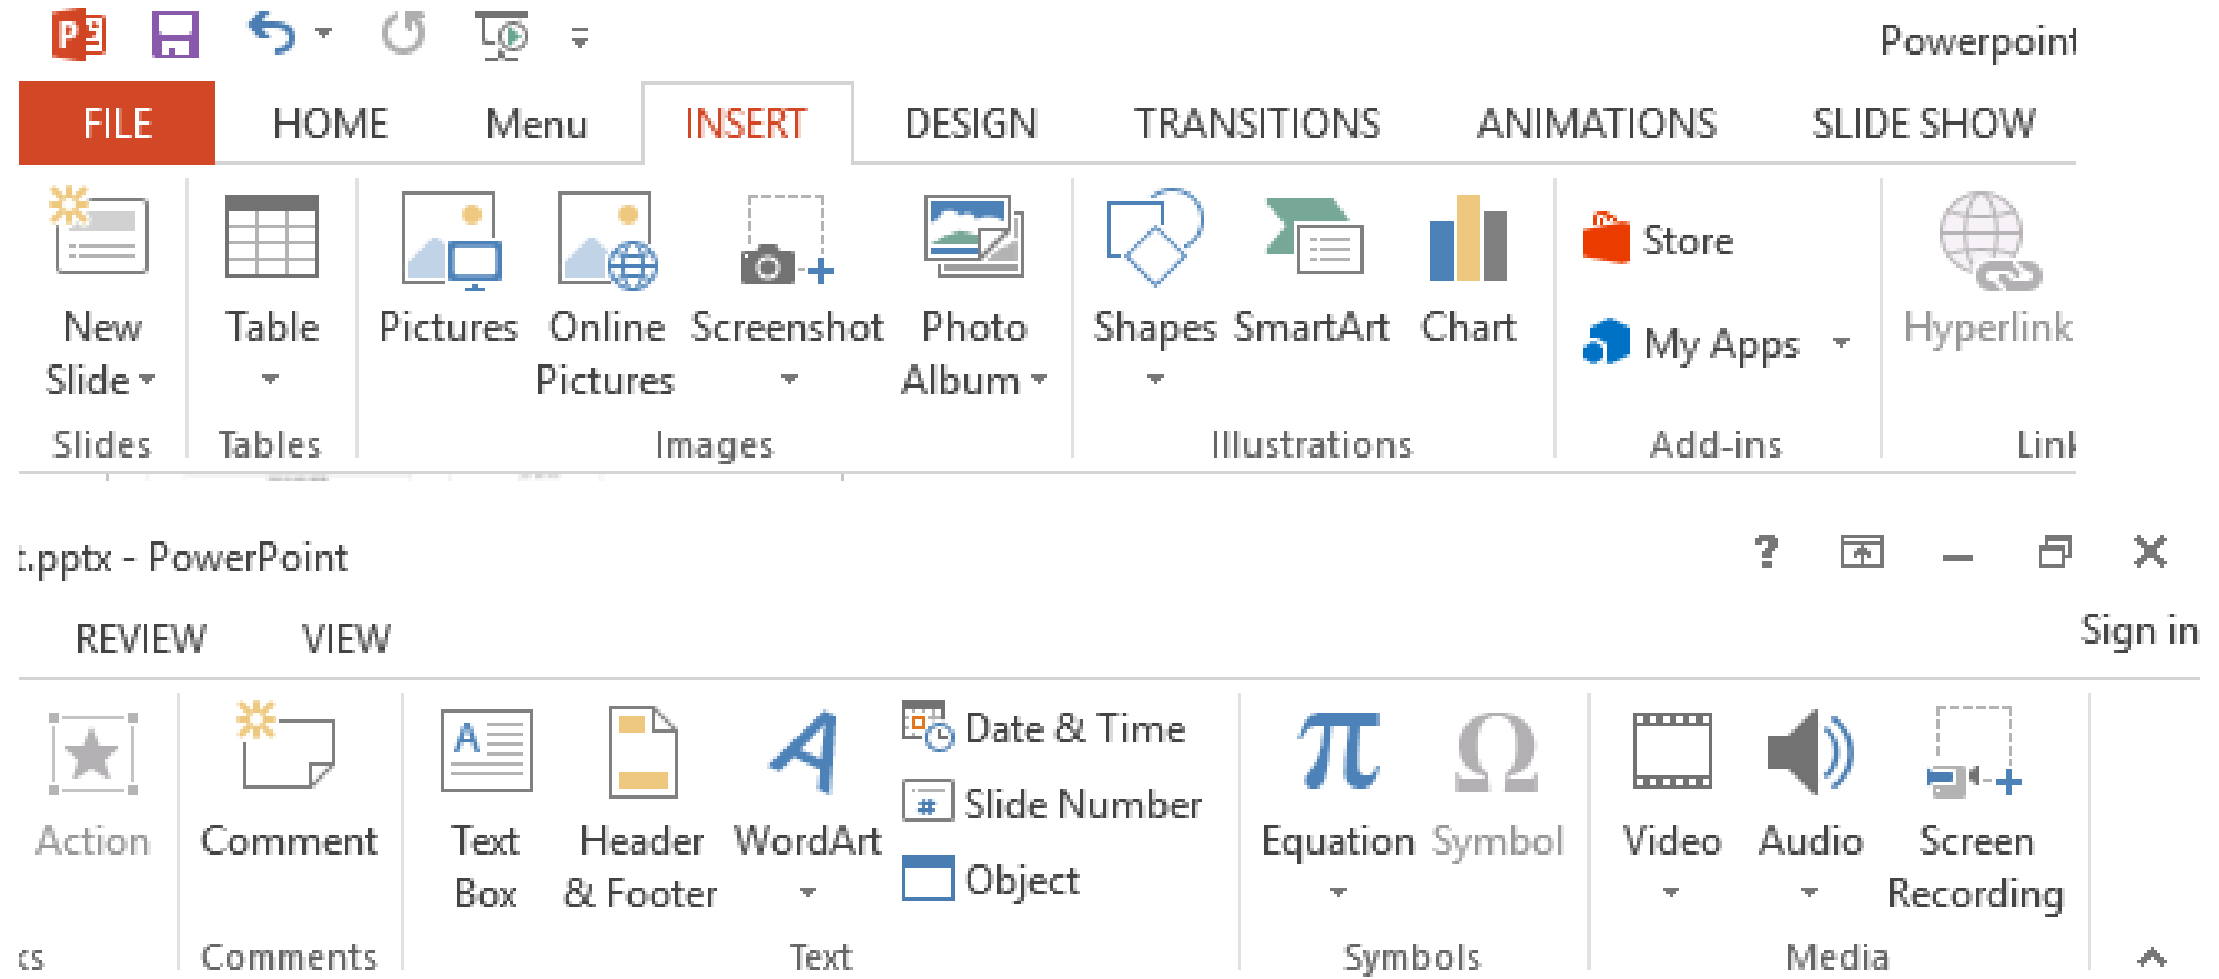 Powerpoint
FILE HOME Menu INSERT DESIGN TRANSITIONS ANIMATIONS SLIDE SHOW
New Slide Table Pictures Online Pictures Screenshot Photo Album Shapes SmartArt Chart Store My Apps Hyperlink
Slides Tables Images Illustrations Add-ins Link
t.pptx - PowerPoint ?
REVIEW VIEW Sign in
Action Comment Text Box Header & Footer WordArt Date & Time Slide Number Object Equation Symbol Video Audio Screen Recording
ks Comments Text Symbols Media